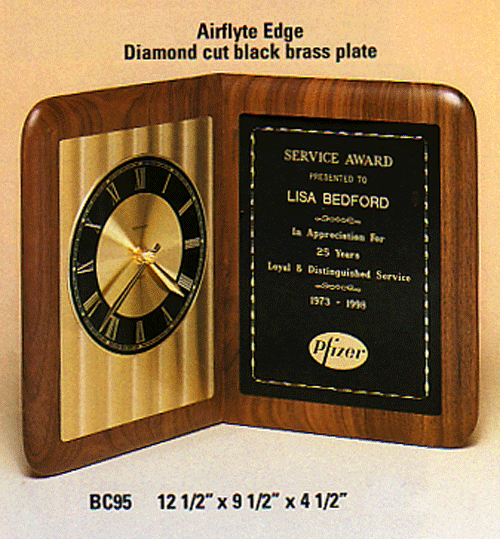 Airflyte Edge
Diamond cut black brass plate
SERVICE AWARD
PRESENTED TO
LISA BEDFORD
In Appreciation For
25 Years
Loyal & Distinguished Service
1973 - 1998
Pfizer
BC95 12 1/2" x 9 1/2" x 4 1/2"